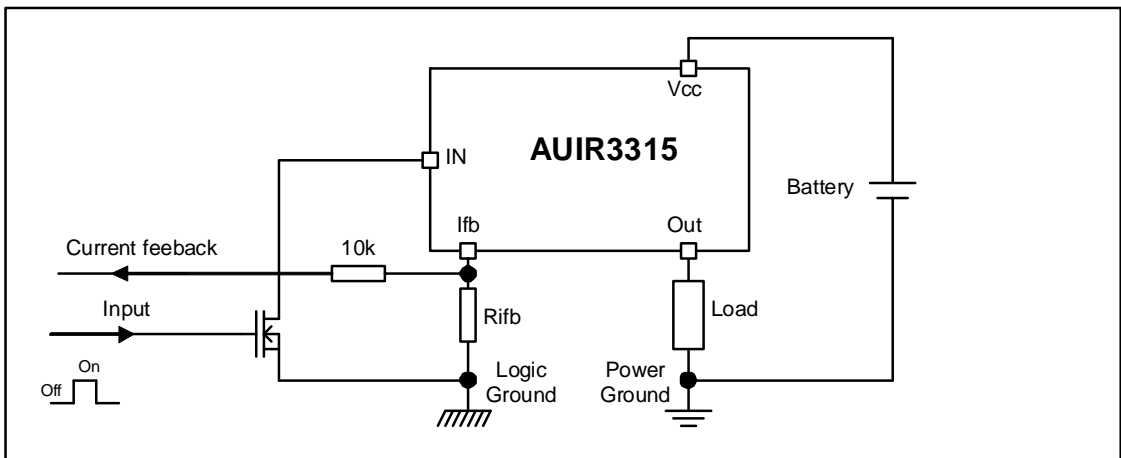 Vcc
AUIR3315
IN
Battery
Ifb
Out
Current feeback
10k
Input
Rifb
Load
On
Off
Logic
Ground
Power
Ground